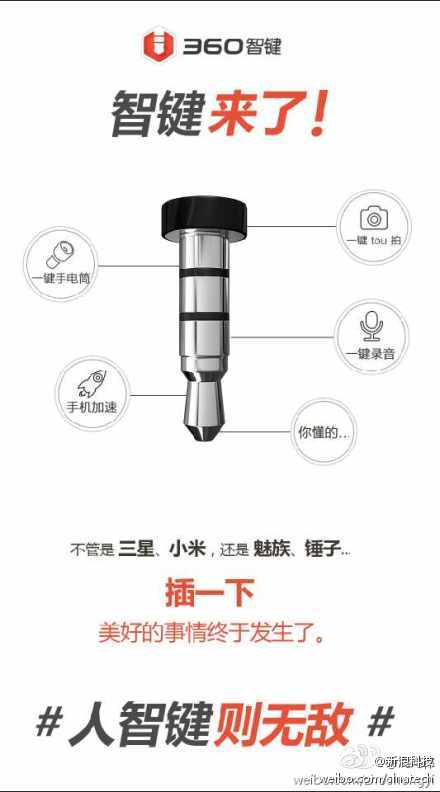 360智键
智键来了!
一键 tou 拍
一键手电筒
一键录音
手机加速
你懂的...
不管是 三星、小米，还是 魅族、锤子...
插一下
美好的事情终于发生了。
#人智键则无敌 #
@新浪科技
weibo.com/sinatech